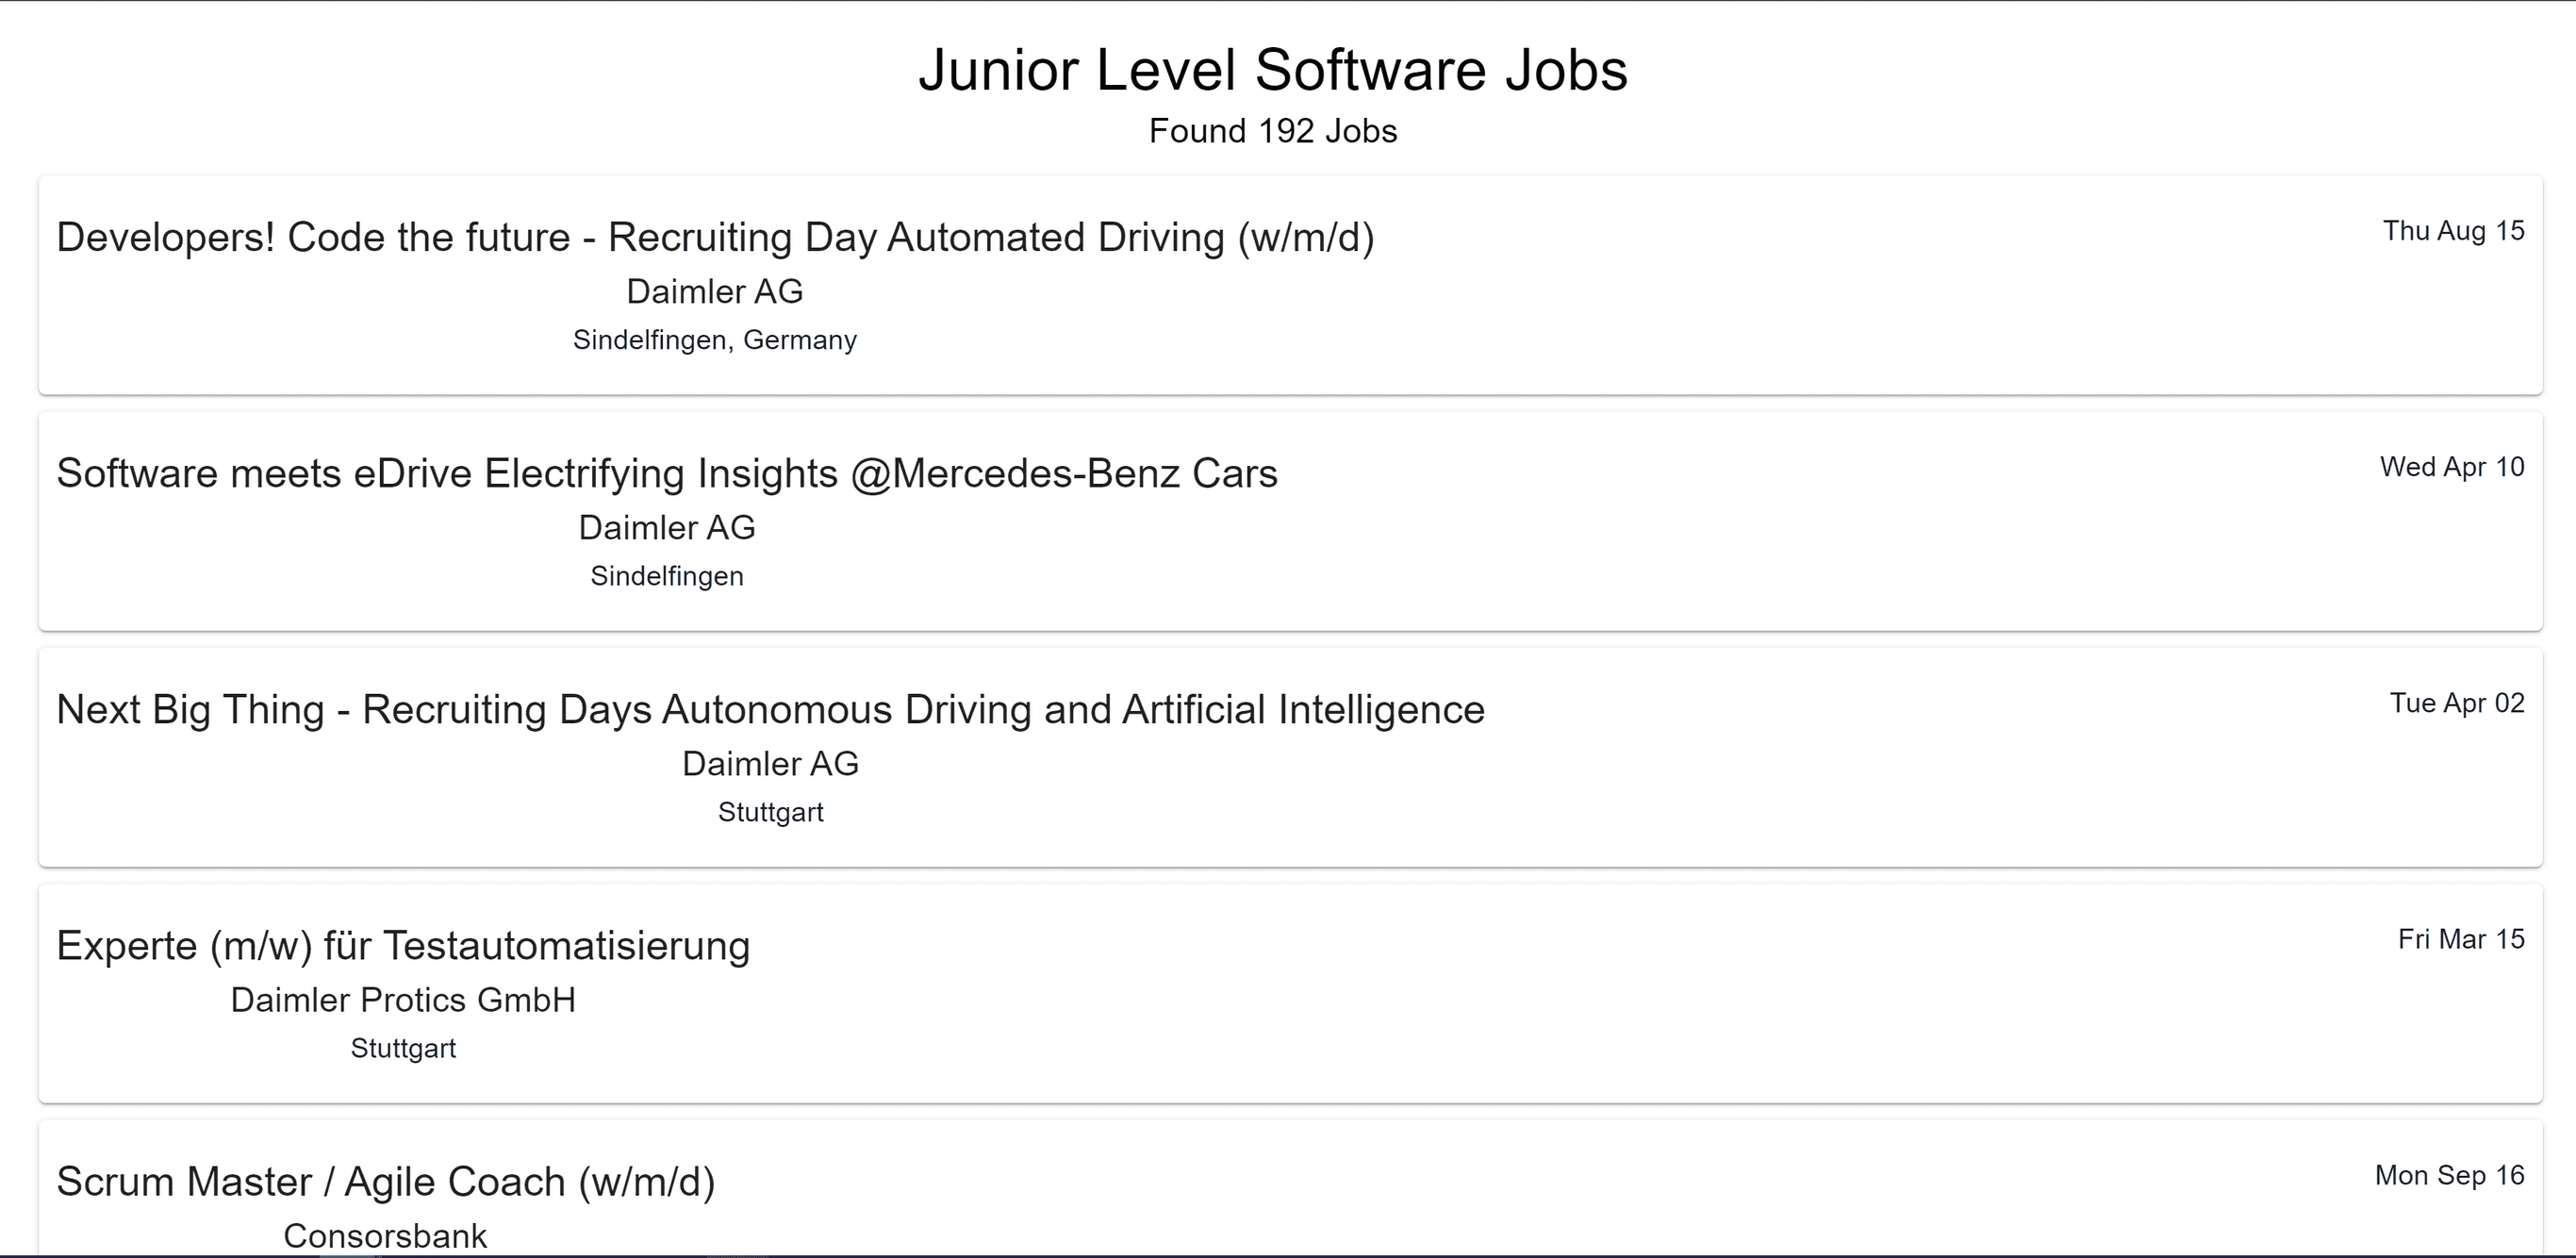 Junior Level Software Jobs
Found 192 Jobs
Developers! Code the future - Recruiting Day Automated Driving (w/m/d)
Thu Aug 15
Daimler AG
Sindelfingen, Germany
Software meets eDrive Electrifying Insights @Mercedes-Benz Cars
Wed Apr 10
Daimler AG
Sindelfingen
Next Big Thing - Recruiting Days Autonomous Driving and Artificial Intelligence
Tue Apr 02
Daimler AG
Stuttgart
Experte (m/w) für Testautomatisierung
Fri Mar 15
Daimler Protics GmbH
Stuttgart
Scrum Master / Agile Coach (w/m/d)
Mon Sep 16
Consorsbank